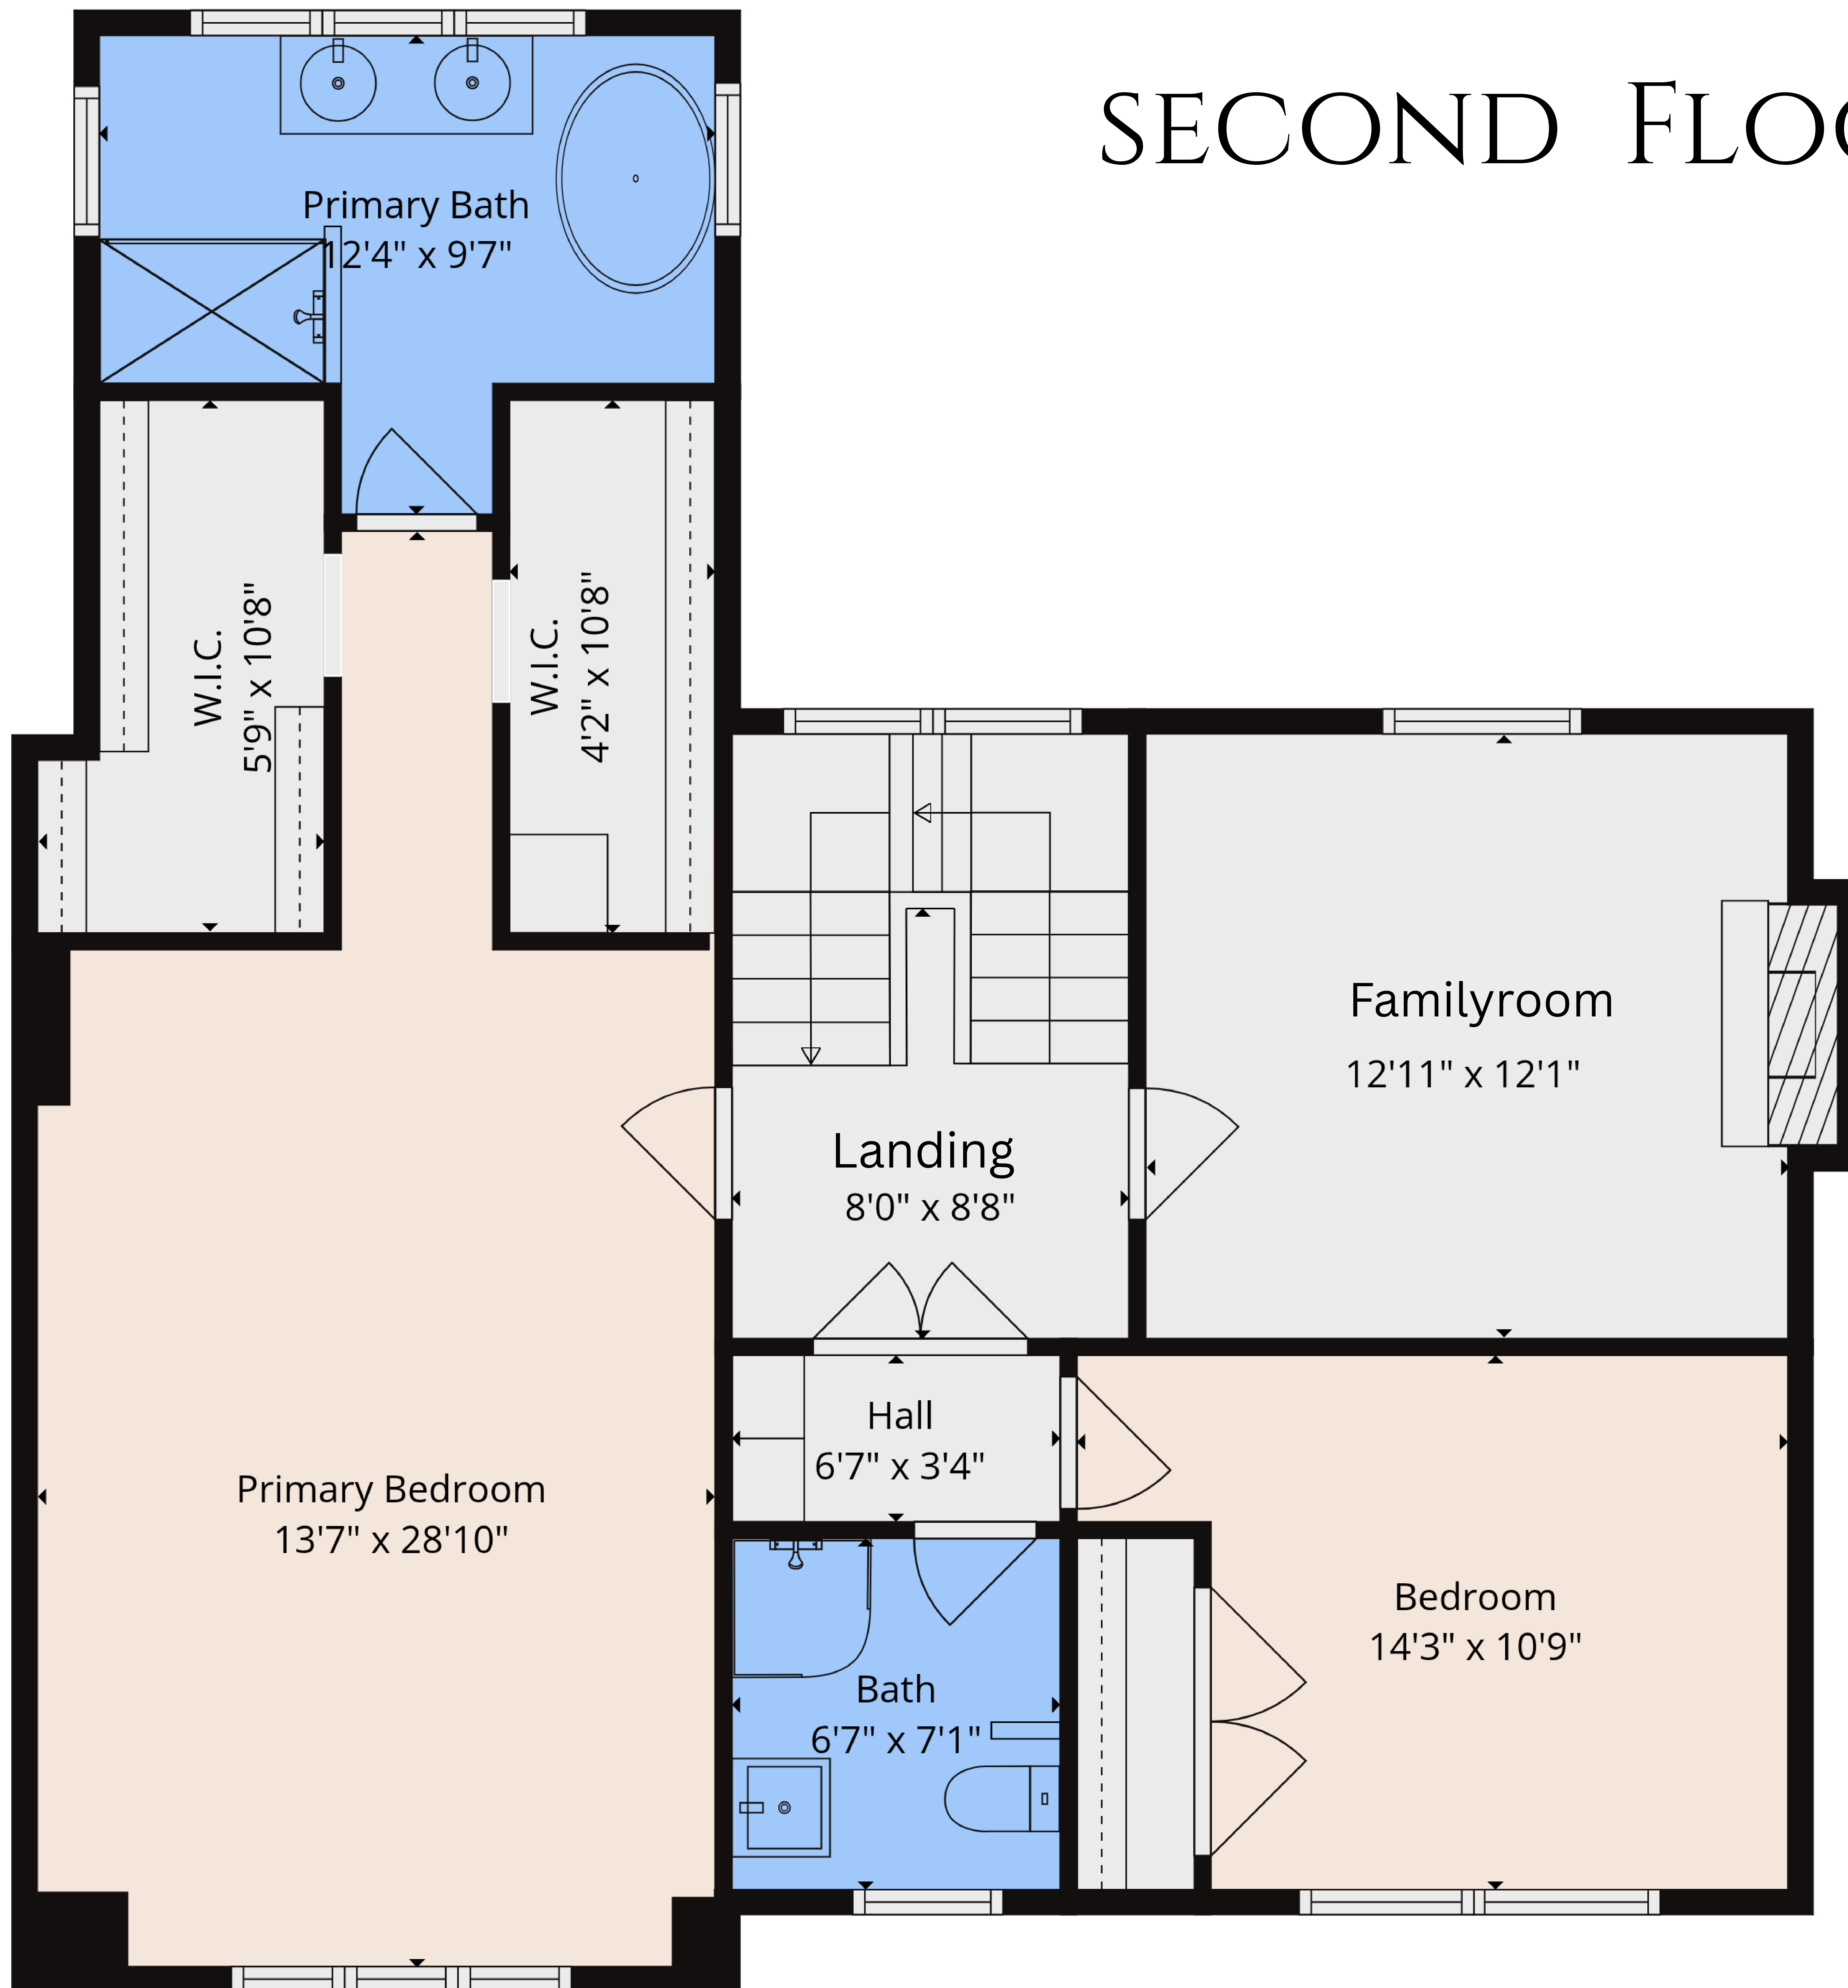 SECOND FLOO
Primary Bath
12'4" x 9'7"
W.I.C.
5'9" x 10'8"
W.I.C.
4'2" x 10'8"
Familyroom
12'11" x 12'1"
Landing
8'0" x 8'8"
Hall
6'7" x 3'4"
Primary Bedroom
13'7" x 28'10"
Bedroom
14'3" x 10'9"
Bath
6'7" x 7'1"